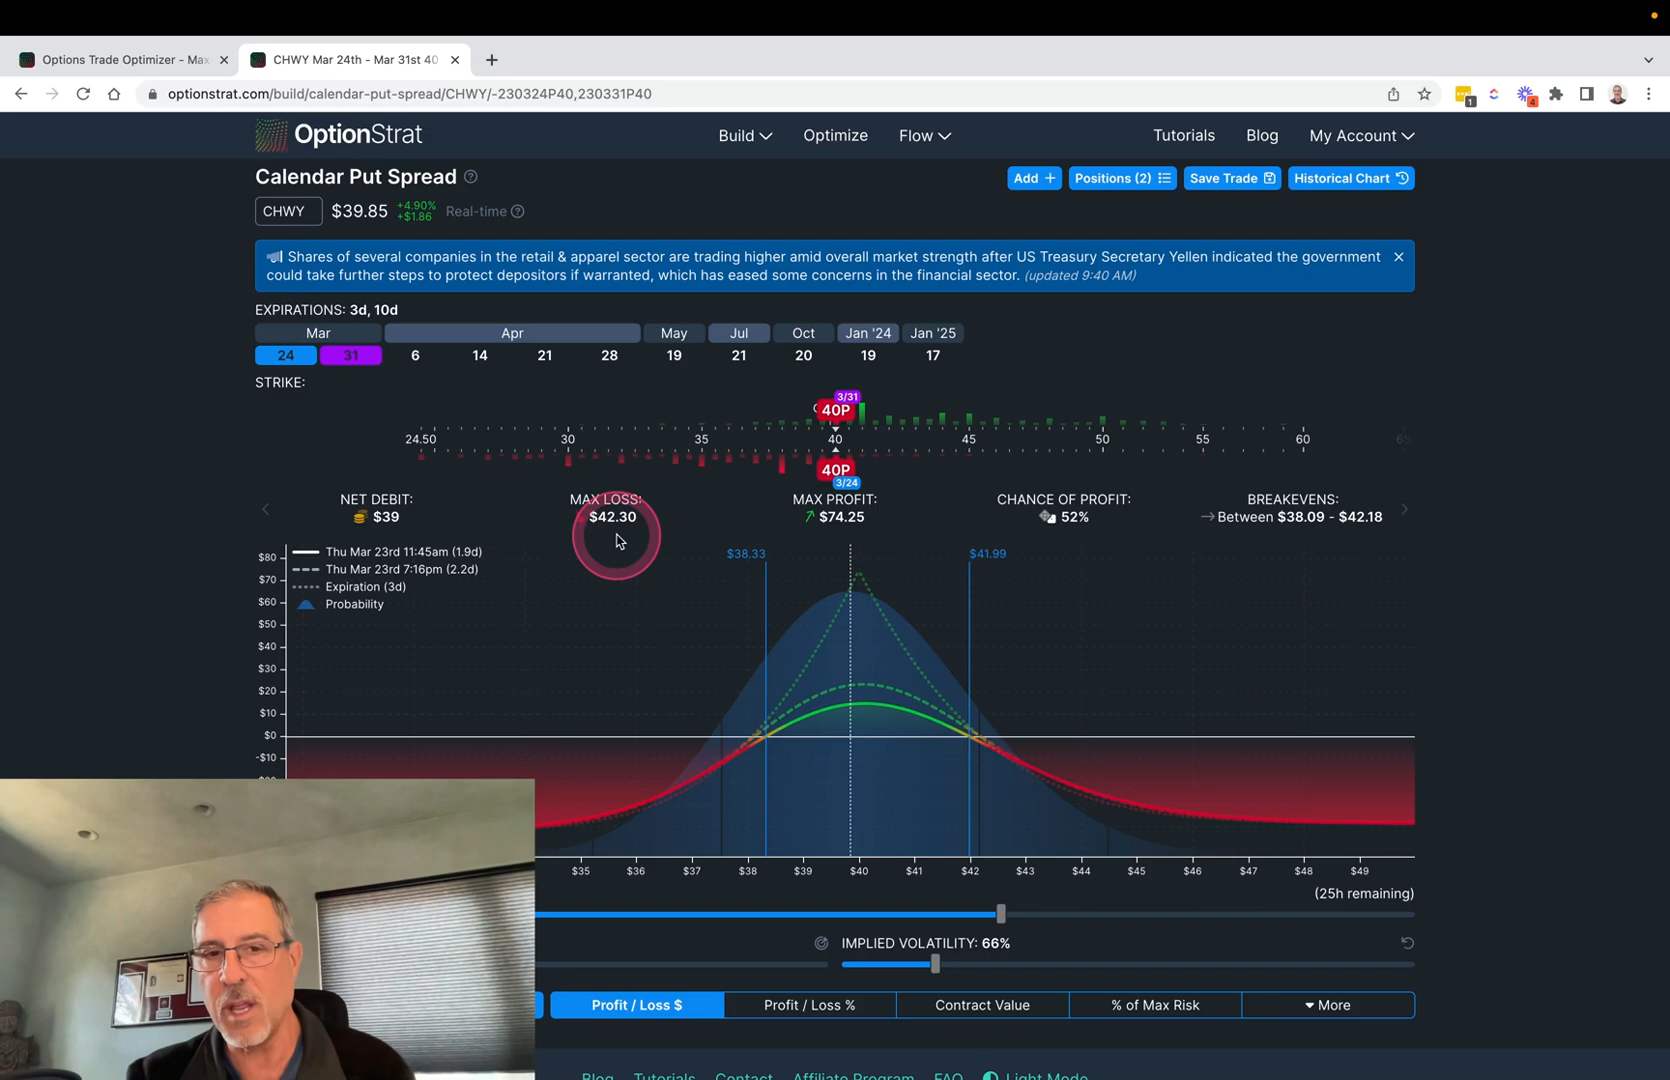 Options Trade Optimizer - Max
CHWY Mar 24th - Mar 31st 40
optionstrat.com/build/calendar-put-spread/CHWY/-230324P40,230331P40
1
4
OptionStrat
Build
Optimize
Flow
Tutorials
Blog
My Account
Calendar Put Spread
Add +
Positions (2)
Save Trade
Historical Chart
CHWY
$39.85
+4.90%
+$1.86
Real-time
Shares of several companies in the retail & apparel sector are trading higher amid overall market strength after US Treasury Secretary Yellen indicated the government
could take further steps to protect depositors if warranted, which has eased some concerns in the financial sector. (updated 9:40 AM)
EXPIRATIONS: 3d, 10d
Mar Apr May Jul Oct Jan '24 Jan '25
24 31 6 14 21 28 19 21 20 19 17
STRIKE:
3/31
40P
24.50 30 35 40 45 50 55 60 65
40P
3/24
NET DEBIT: MAX LOSS: MAX PROFIT: CHANCE OF PROFIT: BREAKEVENS:
$39 $42.30 $74.25 52% Between $38.09 - $42.18
Thu Mar 23rd 11:45am (1.9d)
Thu Mar 23rd 7:16pm (2.2d)
Expiration (3d)
Probability
$38.33
$41.99
$80
$70
$60
$50
$40
$30
$20
$10
$0
-$10
$35 $36 $37 $38 $39 $40 $41 $42 $43 $44 $45 $46 $47 $48 $49
(25h remaining)
IMPLIED VOLATILITY: 66%
Profit / Loss $
Profit / Loss %
Contract Value
% of Max Risk
More
Blog Tutorials Contact Affiliate Program FAQ Light Mode